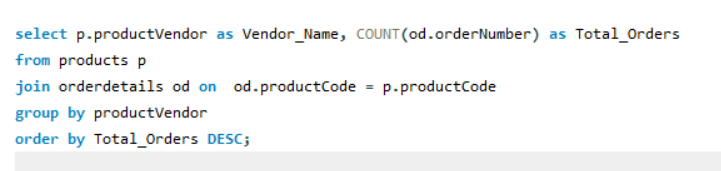 select p.productVendor as Vendor_Name, COUNT(od.orderNumber) as Total_Orders
from products p
join orderdetails od on  od.productCode = p.productCode
group by productVendor
order by Total_Orders DESC;